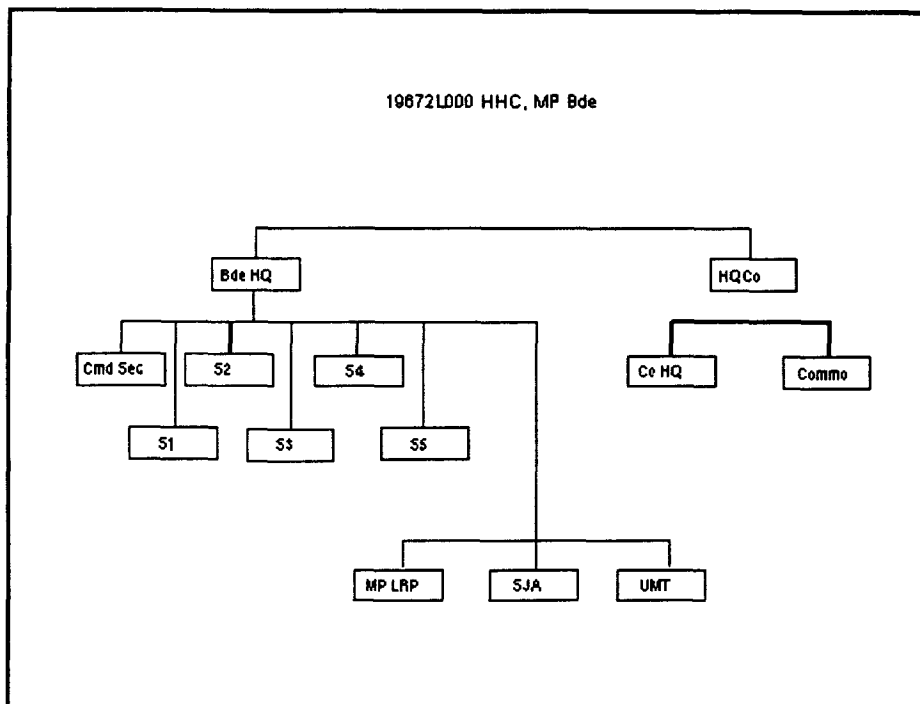 19672L000 HHC, MP Bde
Bde HQ
HQCo
Cmd Sec
S2
S4
Co HQ
Commo
S1
S3
S5
MP LRP
SJA
UMT